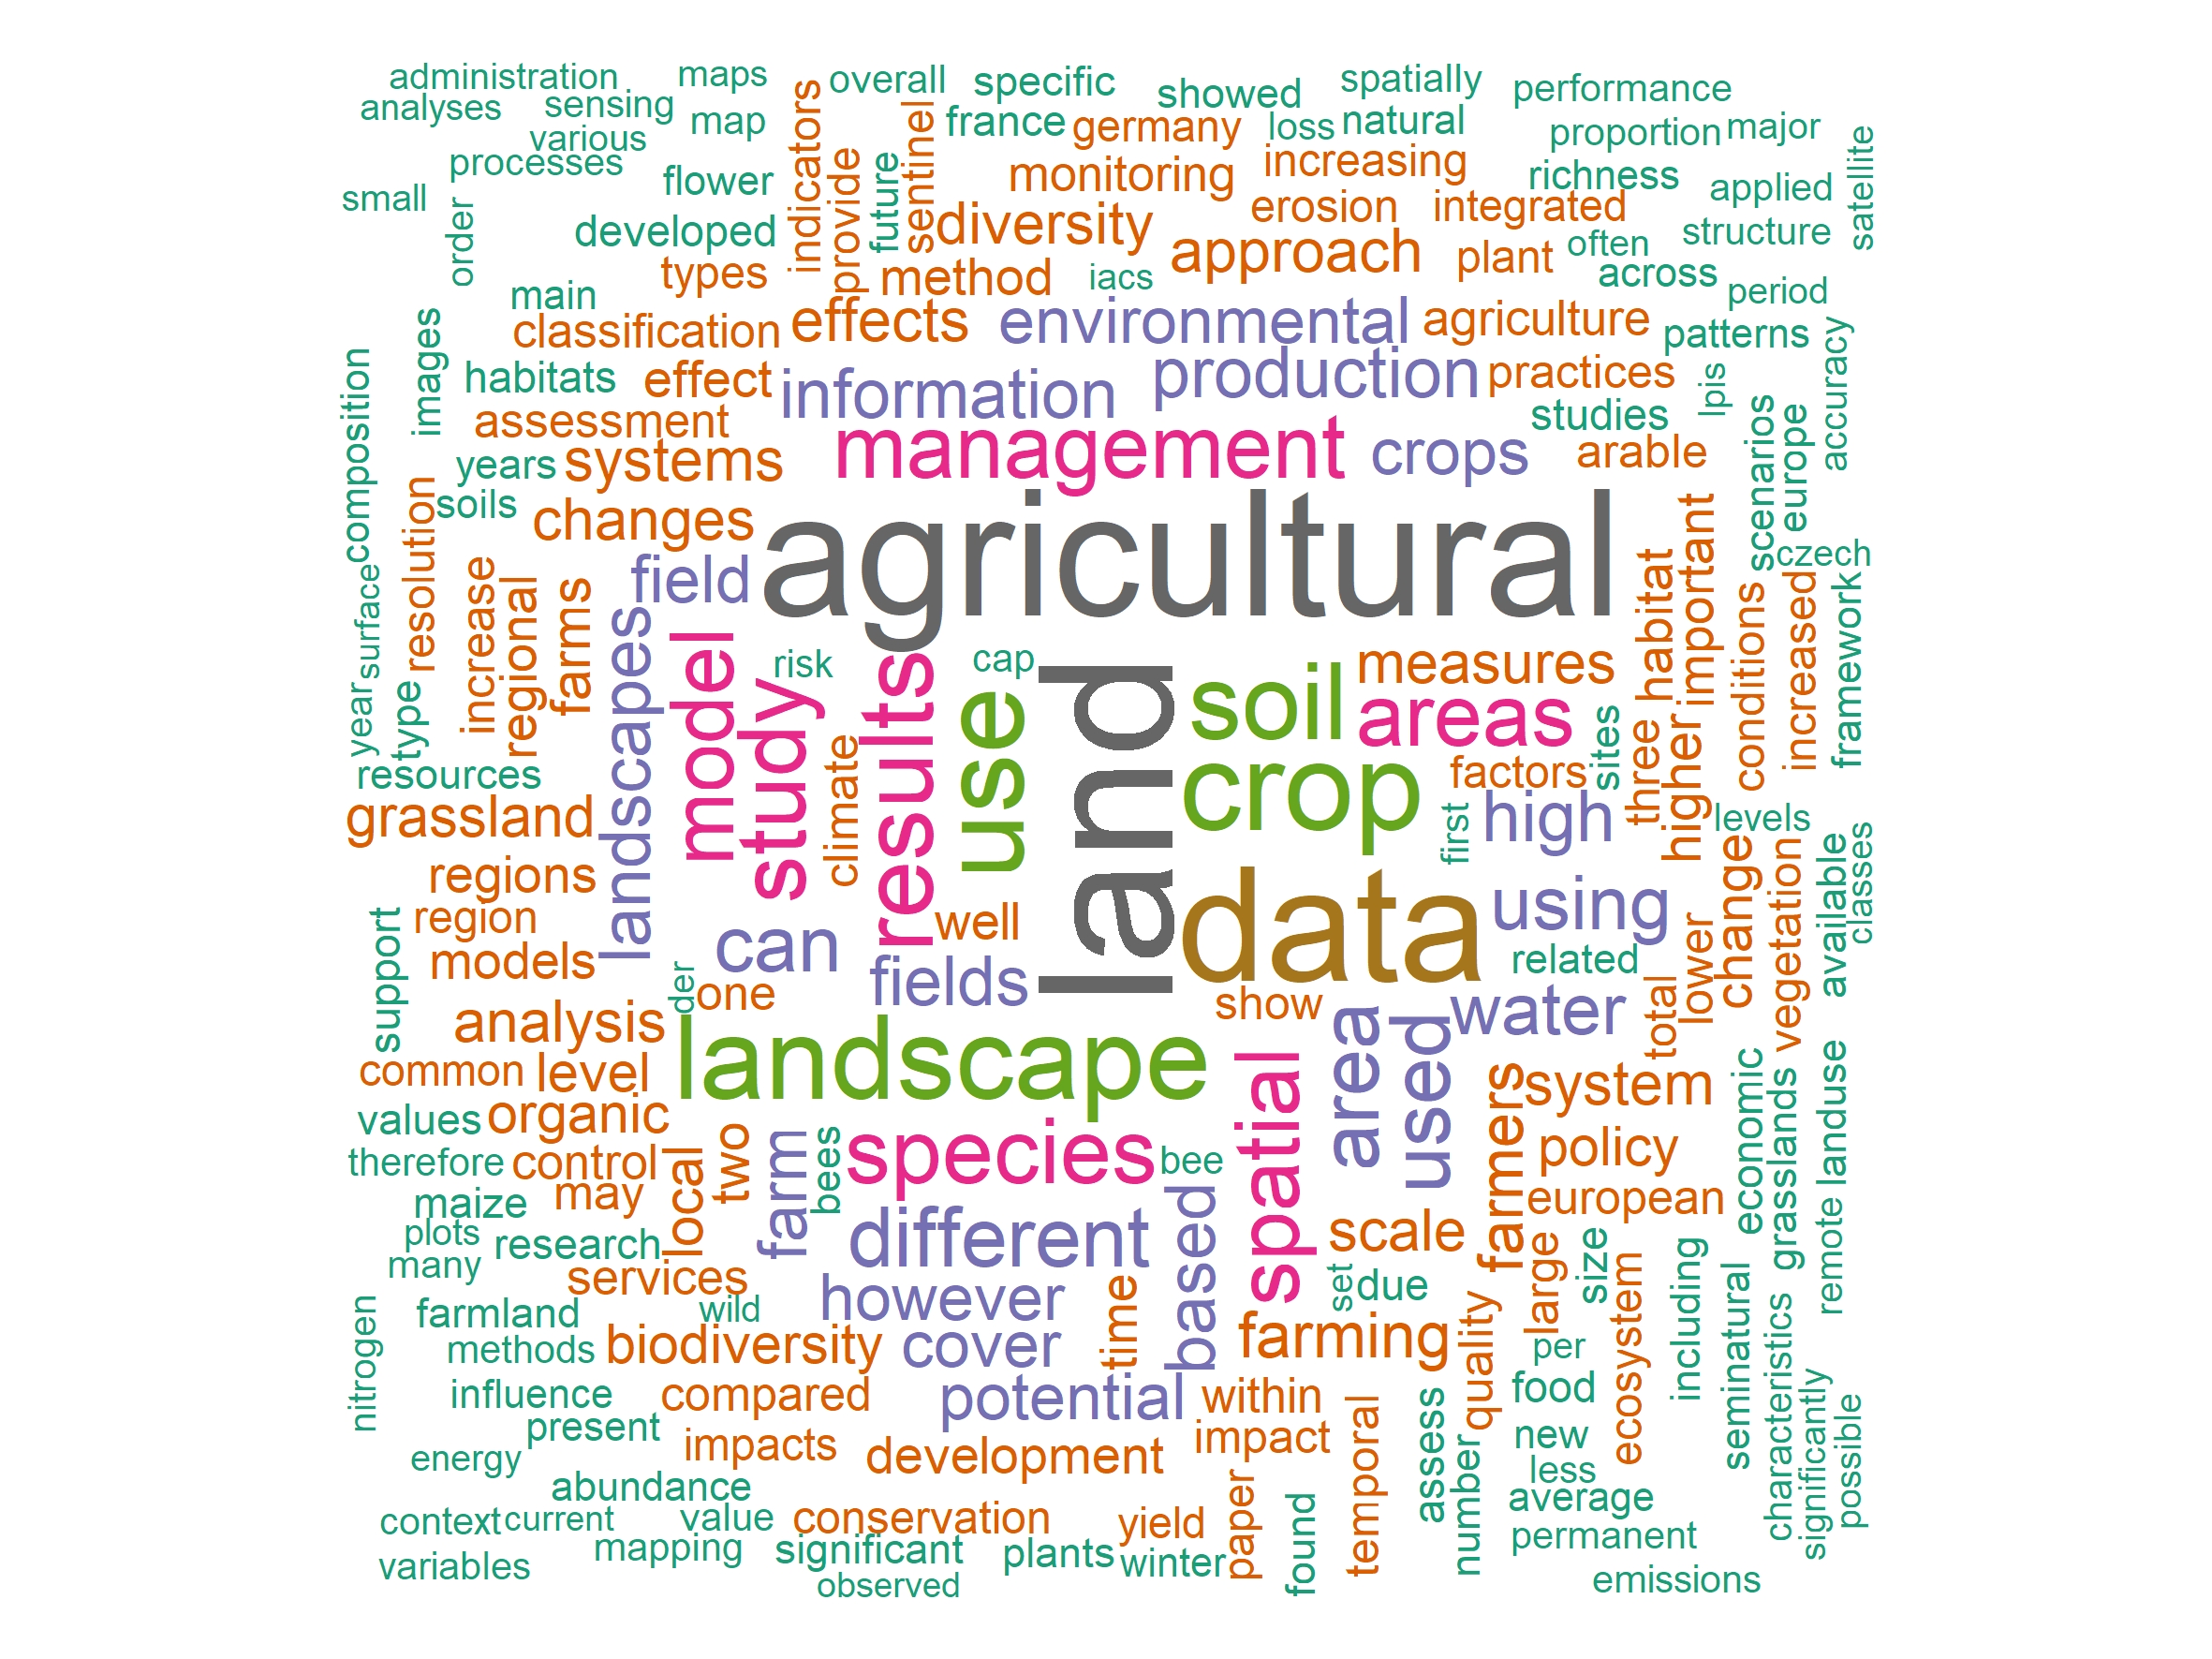 administration
maps
overall
specific
showed
spatially
performance
analyses
sensing
map
indicators
sentinel
france
germany
loss
natural
proportion
major
various
satellite
processes
flower
provide
future
monitoring
increasing
richness
applied
small
order
developed
diversity
erosion
integrated
structure
types
method
iacs
approach
plant
often
across
main
period
images
classification
effects
environmental
agriculture
patterns
accuracy
composition
habitats
effect
information
production
practices
lpis
assessment
studies
scenarios
europe
years
systems
management
crops
arable
resolution
soils
changes
agricultural
important
czech
surface
increase
regional
farms
field
landscapes
habitat
conditions
increased
framework
year
type
model
risk
study
results
cap
use
land
soil
measures
areas
sites
three
higher
resources
climate
crop
factors
grassland
first
high
levels
regions
change
vegetation
available
classes
support
region
can
well
data
using
lower
models
der
one
fields
related
total
analysis
show
area
used
water
common
level
landscape
spatial
farmers
system
economic
grasslands
landuse
values
organic
policy
therefore
control
local
two
farm
bees
species
bee
european
remote
maize
may
plots
research
different
based
scale
large
size
many
services
however
time
set
due
ecosystem
including
seminatural
nitrogen
farmland
wild
methods
biodiversity
cover
farming
quality
per
characteristics
influence
compared
potential
within
temporal
assess
food
significantly
possible
present
impacts
development
impact
number
new
energy
less
abundance
paper
found
average
context
current
value
conservation
yield
permanent
variables
mapping
significant
plants
winter
observed
emissions